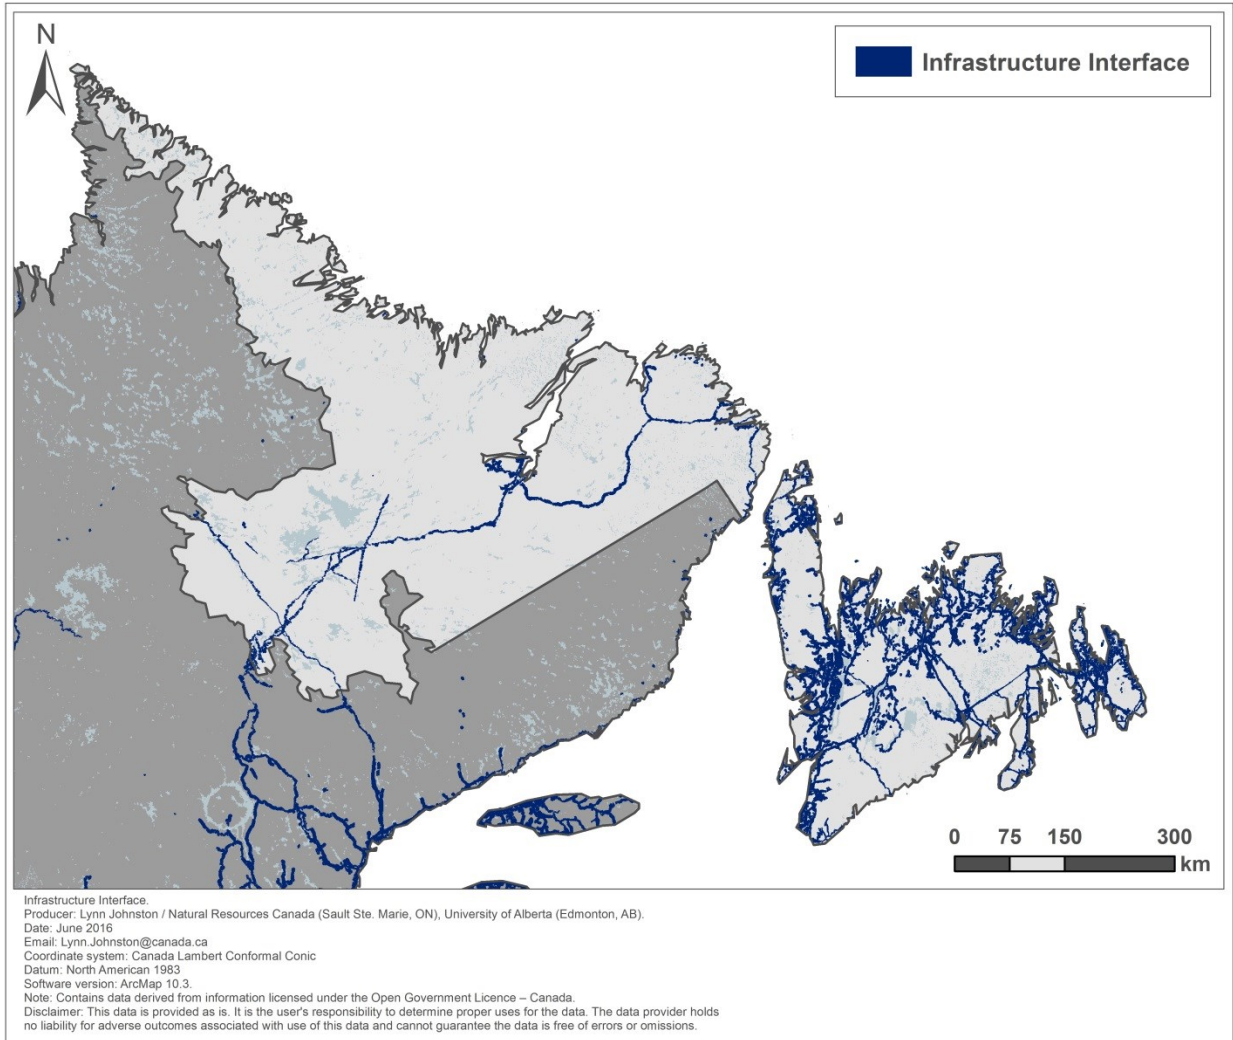 N
Infrastructure Interface
0 75 150 300
km
Infrastructure Interface.
Producer: Lynn Johnston / Natural Resources Canada (Sault Ste. Marie, ON), University of Alberta (Edmonton, AB).
Date: June 2016
Email: Lynn.Johnston@canada.ca
Coordinate system: Canada Lambert Conformal Conic
Datum: North American 1983
Software version: ArcMap 10.3.
Note: Contains data derived from information licensed under the Open Government Licence – Canada.
Disclaimer: This data is provided as is. It is the user's responsibility to determine proper uses for the data. The data provider holds
no liability for adverse outcomes associated with use of this data and cannot guarantee the data is free of errors or omissions.